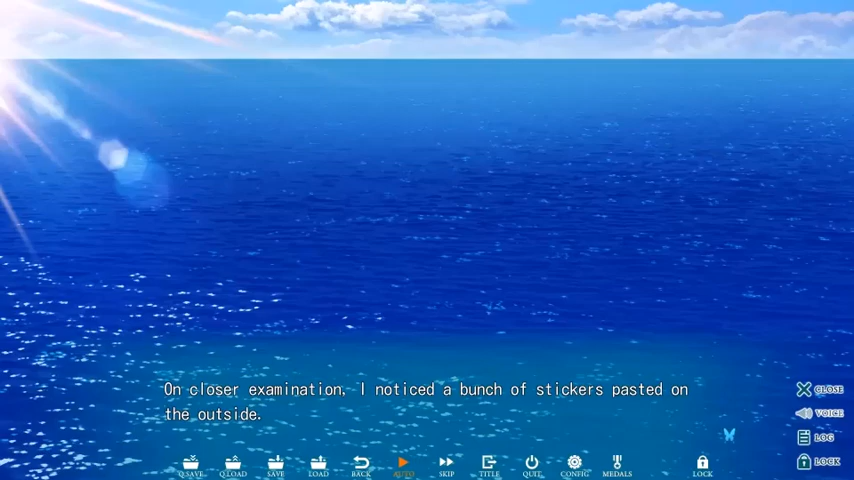 On closer examination, I noticed a bunch of stickers pasted on
the outside.
CLOSE
VOICE
LOG
LOCK
Q.SAVE Q.LOAD SAVE LOAD BACK AUTO SKIP TITLE QUIT CONFIG MEDALS LOCK